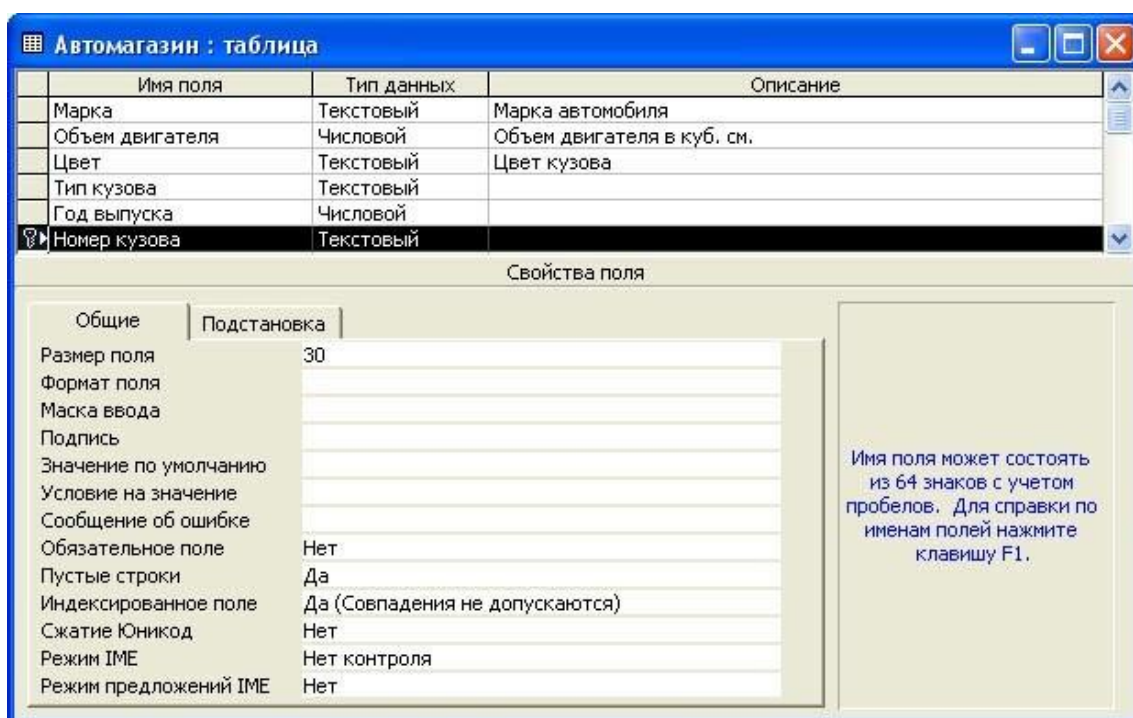 Автомагазин : таблица
Имя поля Тип данных Описание
Марка Текстовый Марка автомобиля
Объем двигателя Числовой Объем двигателя в куб. см.
Цвет Текстовый Цвет кузова
Тип кузова Текстовый
Год выпуска Числовой
Номер кузова Текстовый
Свойства поля
Общие Подстановка
Размер поля 30
Формат поля
Маска ввода
Подпись
Значение по умолчанию
Условие на значение
Сообщение об ошибке
Обязательное поле Нет
Пустые строки Да
Индексированное поле Да (Совпадения не допускаются)
Сжатие Юникод Нет
Режим IME Нет контроля
Режим предложений IME Нет
Имя поля может состоять
из 64 знаков с учетом
пробелов. Для справки по
именам полей нажмите
клавишу F1.